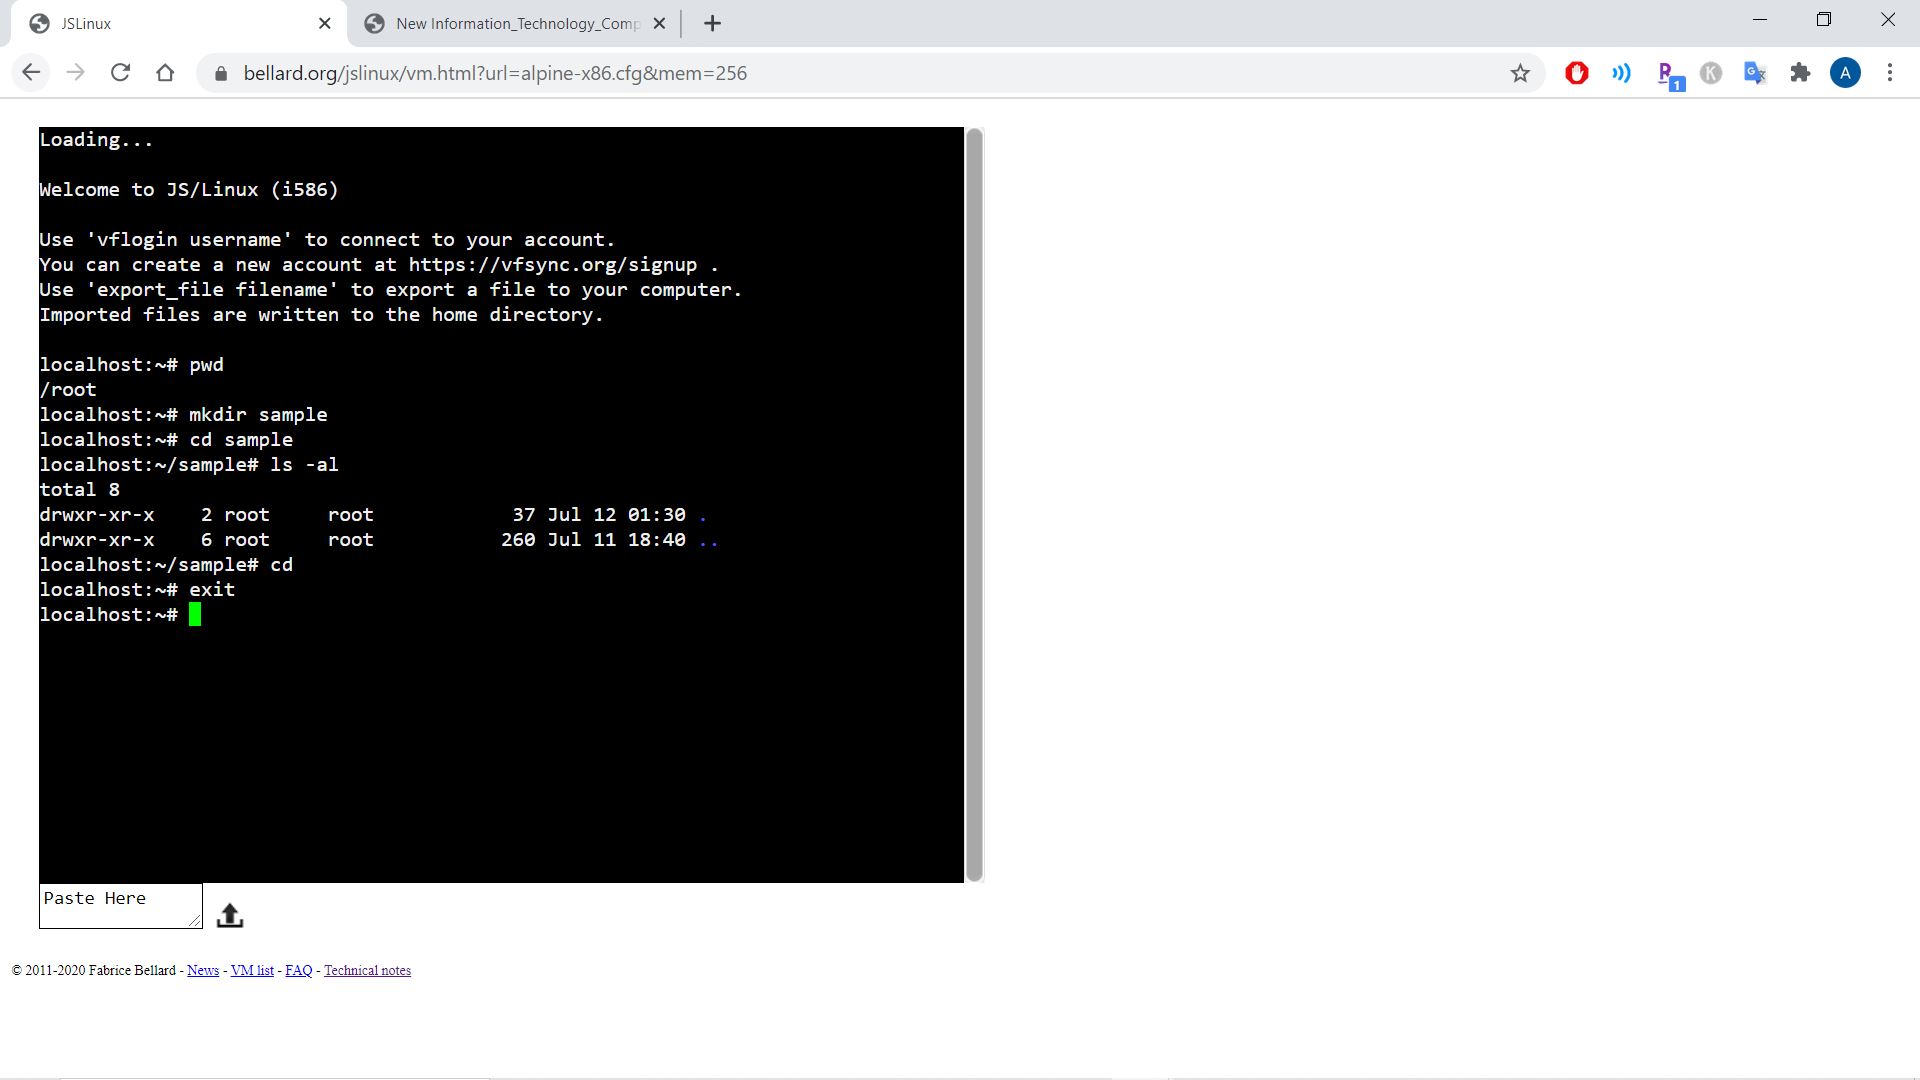 JSLinux
New Information_Technology_Comp
bellard.org/jslinux/vm.html?url=alpine-x86.cfg&mem=256
1
K
G
A
Loading...
Welcome to JS/Linux (i586)
Use 'vflogin username' to connect to your account.
You can create a new account at https://vfsync.org/signup .
Use 'export_file filename' to export a file to your computer.
Imported files are written to the home directory.
localhost:~# pwd
/root
localhost:~# mkdir sample
localhost:~# cd sample
localhost:~/sample# ls -al
total 8
drwxr-xr-x    2 root     root            37 Jul 12 01:30 .
drwxr-xr-x    6 root     root           260 Jul 11 18:40 ..
localhost:~/sample# cd
localhost:~# exit
localhost:~#
Paste Here
© 2011-2020 Fabrice Bellard - News - VM list - FAQ - Technical notes